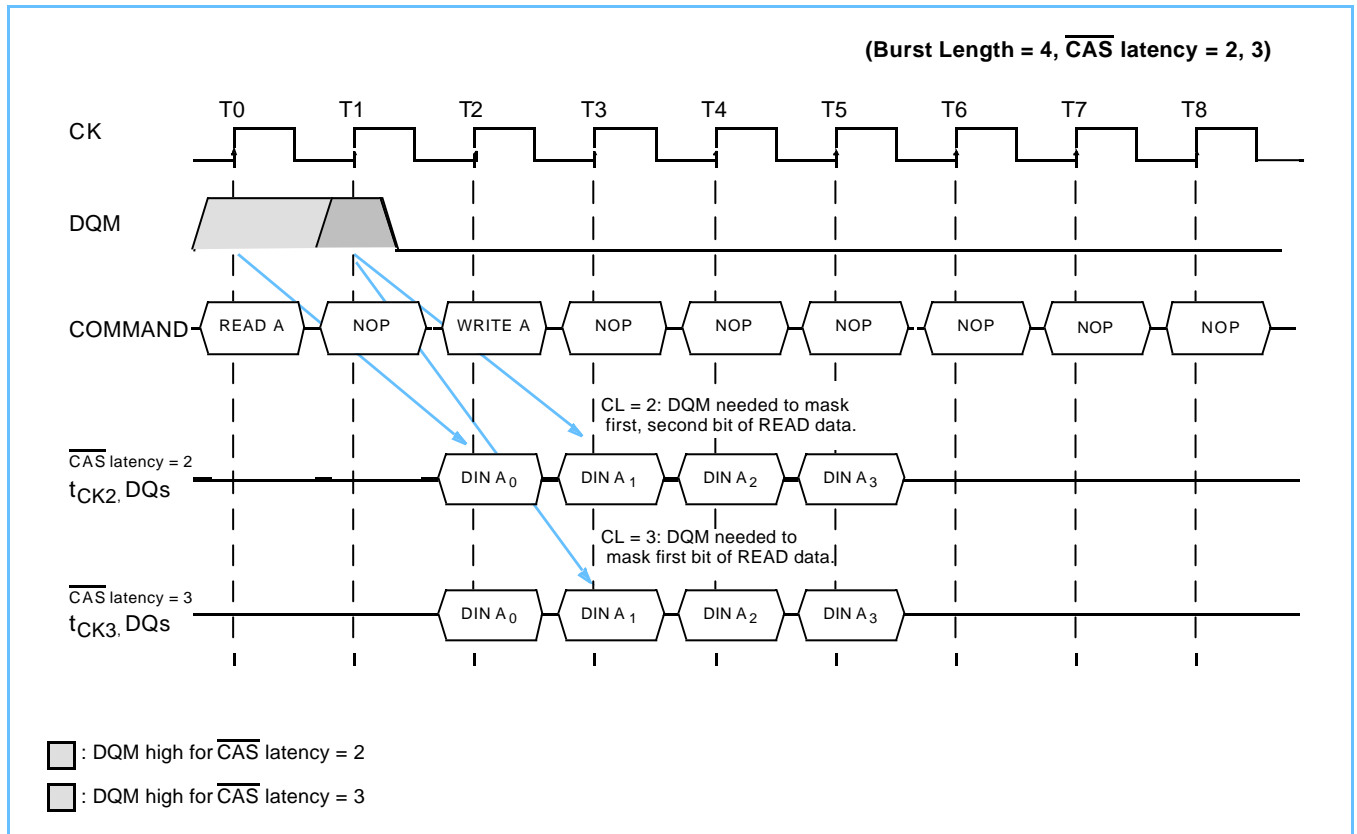 (Burst Length = 4, CAS latency = 2, 3)
T0 T1 T2 T3 T4 T5 T6 T7 T8
CK
DQM
COMMAND READ A NOP WRITE A NOP NOP NOP NOP NOP NOP
CL = 2: DQM needed to mask
first, second bit of READ data.
CAS latency = 2
tCK2, DQs
DIN A0 DIN A1 DIN A2 DIN A3
CL = 3: DQM needed to
mask first bit of READ data.
CAS latency = 3
tCK3, DQs
DIN A0 DIN A1 DIN A2 DIN A3
: DQM high for CAS latency = 2
: DQM high for CAS latency = 3